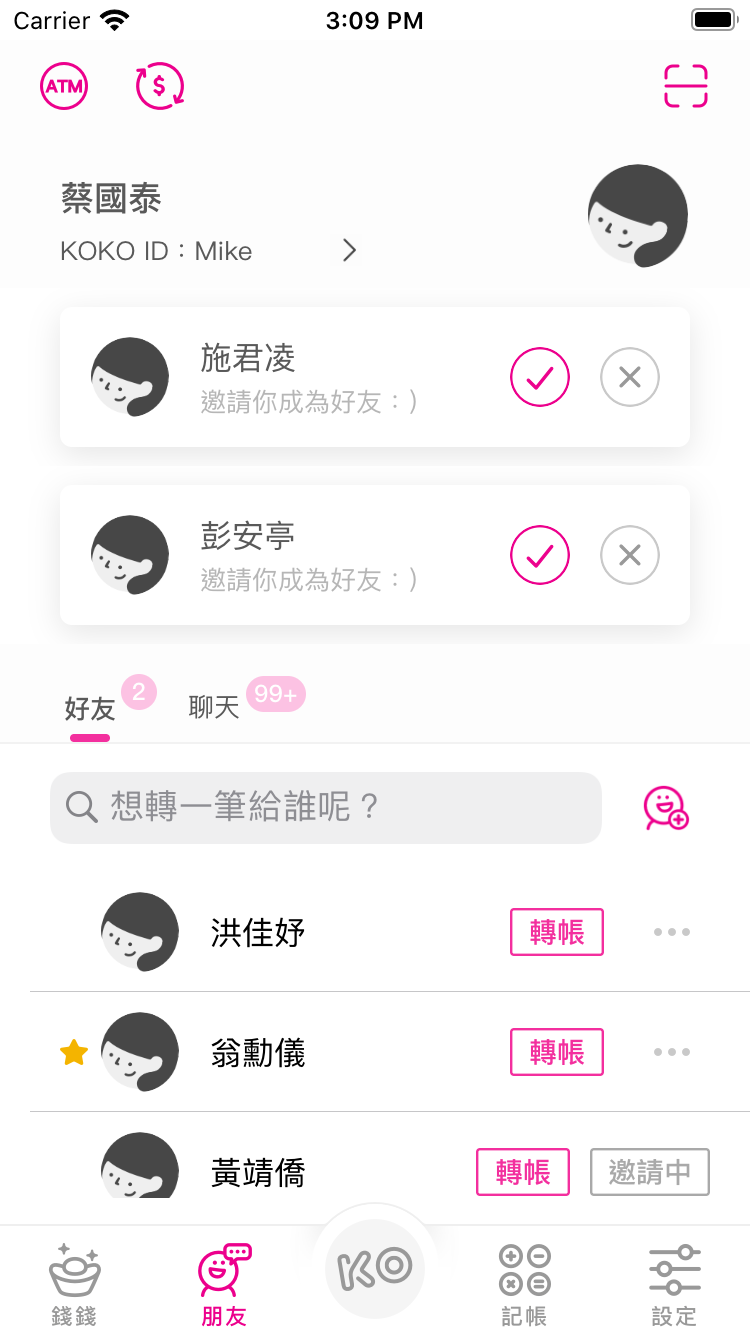 Carrier 3:09 PM
ATM $
蔡國泰
KOKO ID：Mike
施君凌
邀請你成為好友：)
彭安亭
邀請你成為好友：)
好友 2 聊天 99+
想轉一筆給誰呢？
洪佳妤 轉帳
翁勳儀 轉帳
黃靖僑 轉帳 邀請中
KO
錢錢 朋友 記帳 設定